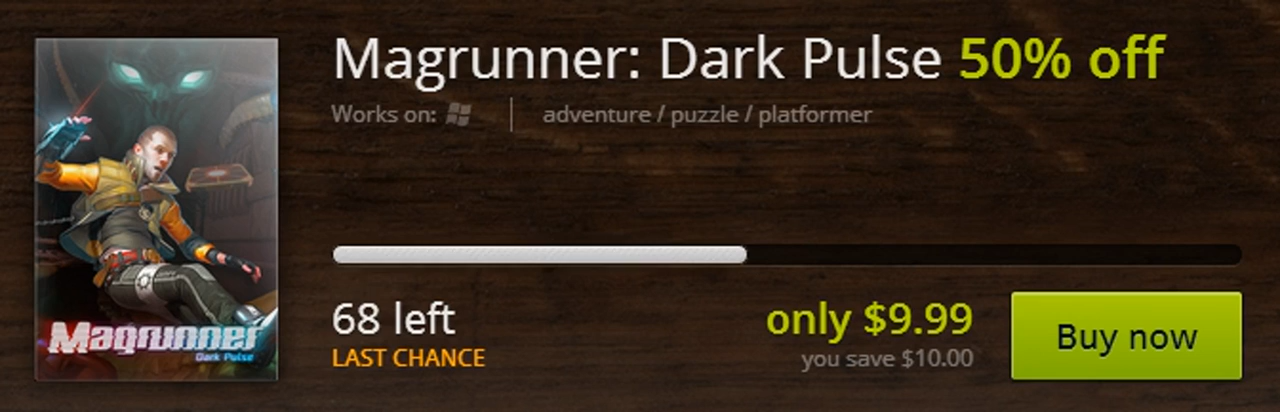 Magrunner: Dark Pulse 50% off
Works on: adventure / puzzle / platformer
Magrunner
Dark Pulse
68 left
LAST CHANCE
only $9.99
you save $10.00
Buy now